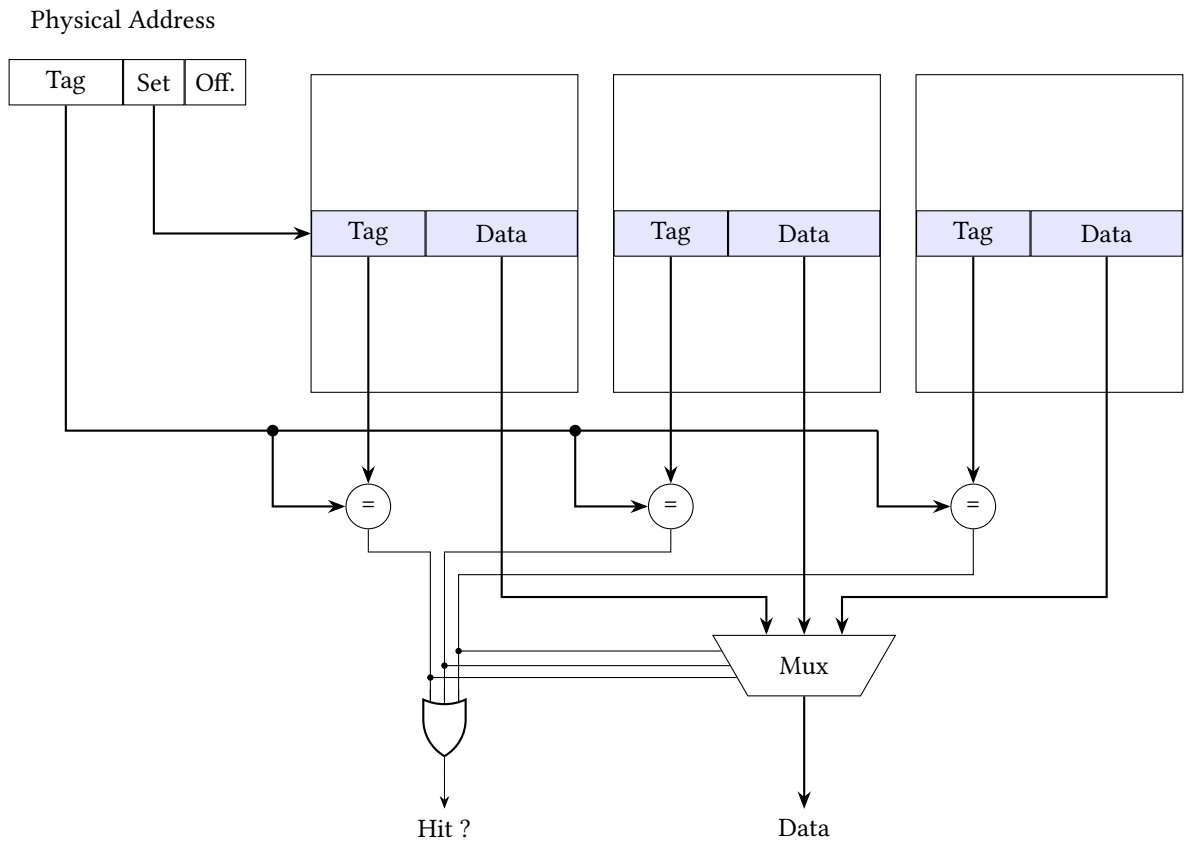 Physical Address
Tag Set Off.
Tag Data Tag Data Tag Data
= = =
Mux
Hit ? Data